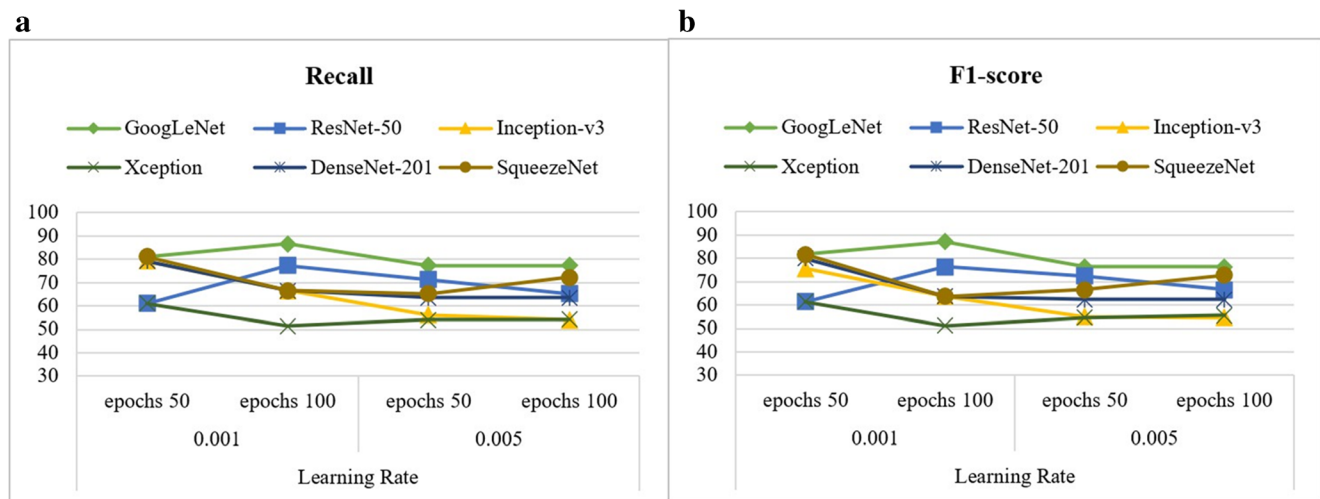 a
Recall
GoogLeNet ResNet-50 Inception-v3
Xception DenseNet-201 SqueezeNet
100
90
80
70
60
50
40
30
epochs 50 epochs 100 epochs 50 epochs 100
0.001 0.005
Learning Rate
b
F1-score
GoogLeNet ResNet-50 Inception-v3
Xception DenseNet-201 SqueezeNet
100
90
80
70
60
50
40
30
epochs 50 epochs 100 epochs 50 epochs 100
0.001 0.005
Learning Rate